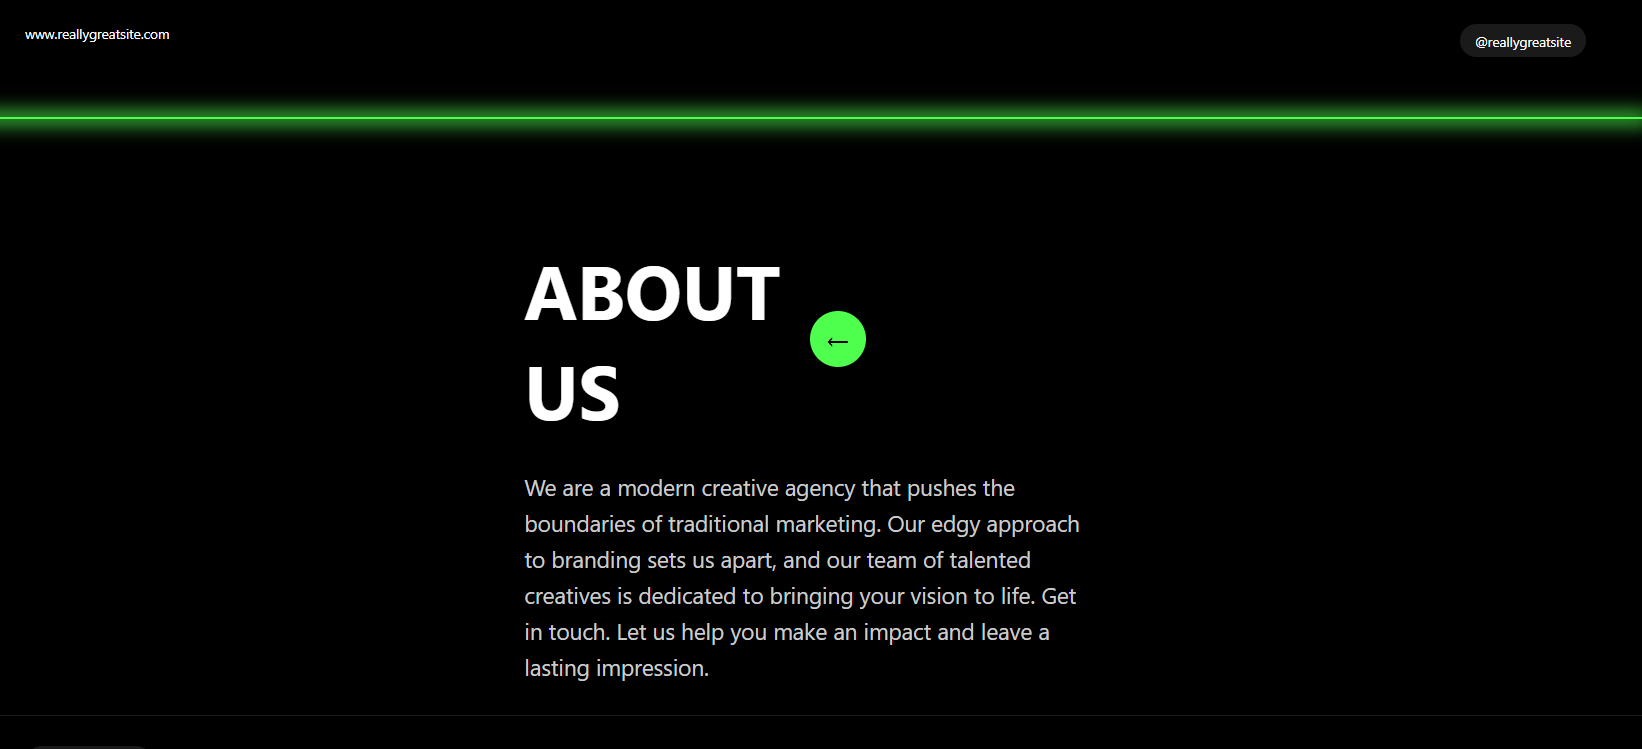 www.reallygreatsite.com
@reallygreatsite
ABOUT
US
←
We are a modern creative agency that pushes the
boundaries of traditional marketing. Our edgy approach
to branding sets us apart, and our team of talented
creatives is dedicated to bringing your vision to life. Get
in touch. Let us help you make an impact and leave a
lasting impression.